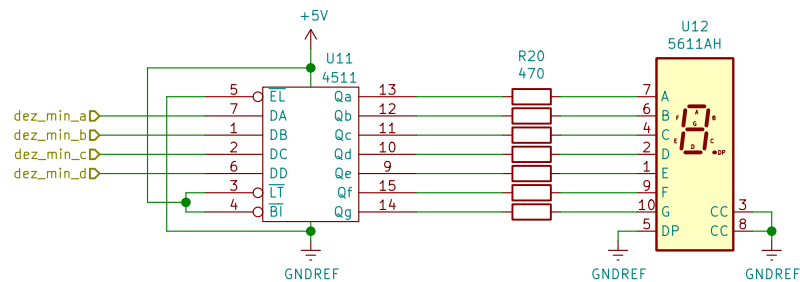 +5V
U11
4511
5 EL Qa 13
dez_min_a 7 DA Qb 12
dez_min_b 1 DB Qc 11
dez_min_c 2 DC Qd 10
dez_min_d 6 DD Qe 9
3 LT Qf 15
4 BI Qg 14
GNDREF
R20
470
U12
5611AH
7 A
6 B
4 C
2 D
1 E
9 F
10 G CC 3
5 DP CC 8
A
F B
G
E C
D DP
GNDREF
GNDREF